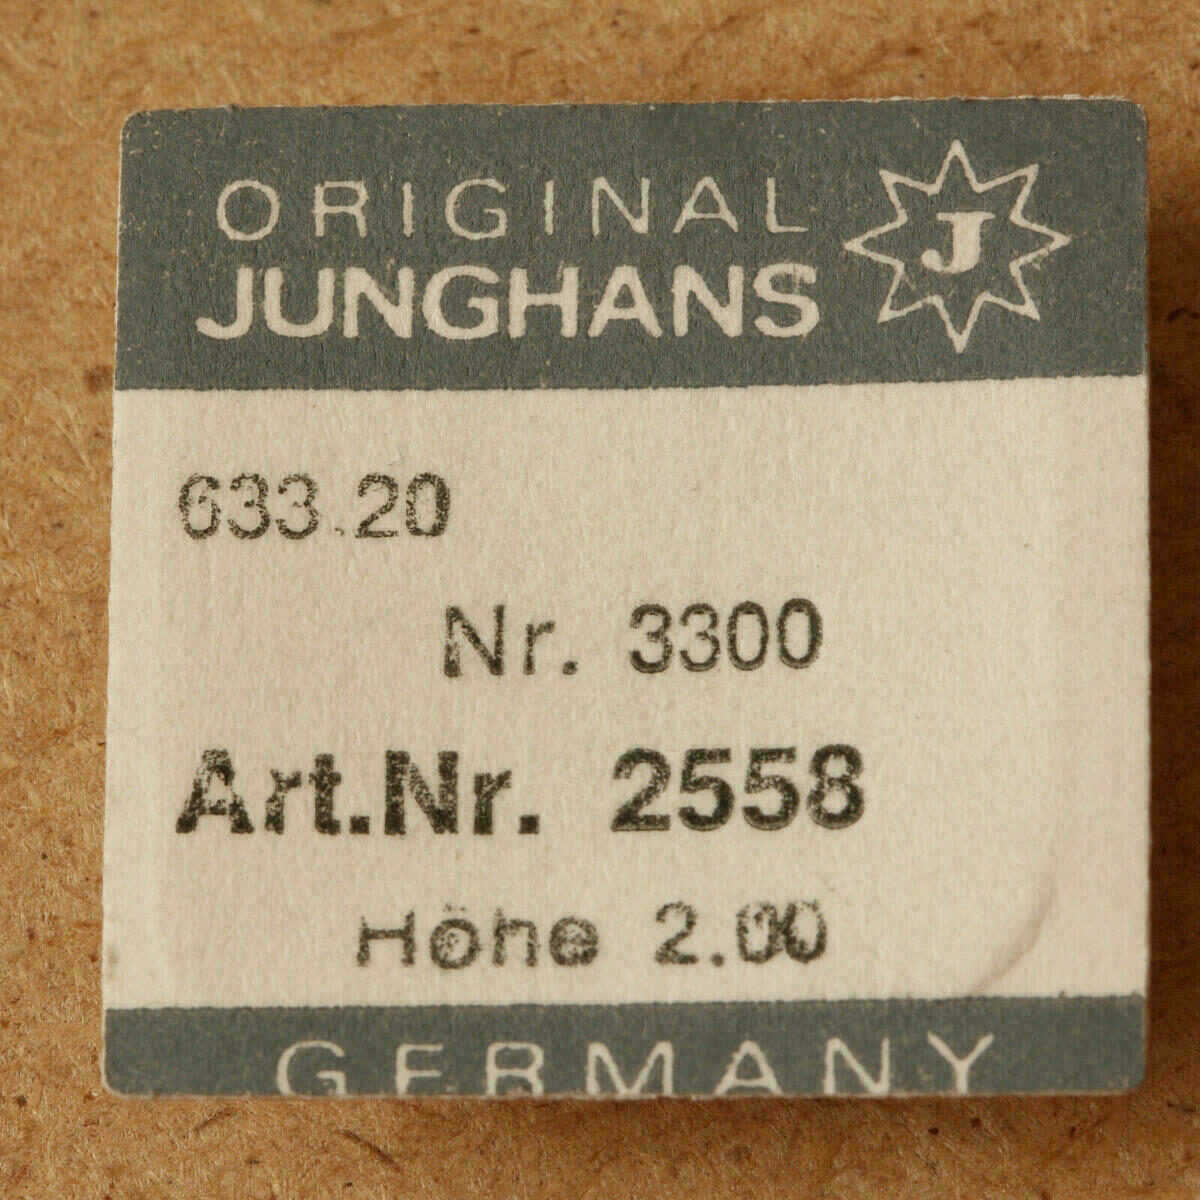 ORIGINAL
JUNGHANS
J
633.20
Nr. 3300
Art.Nr. 2558
Höhe 2.00
GERMANY